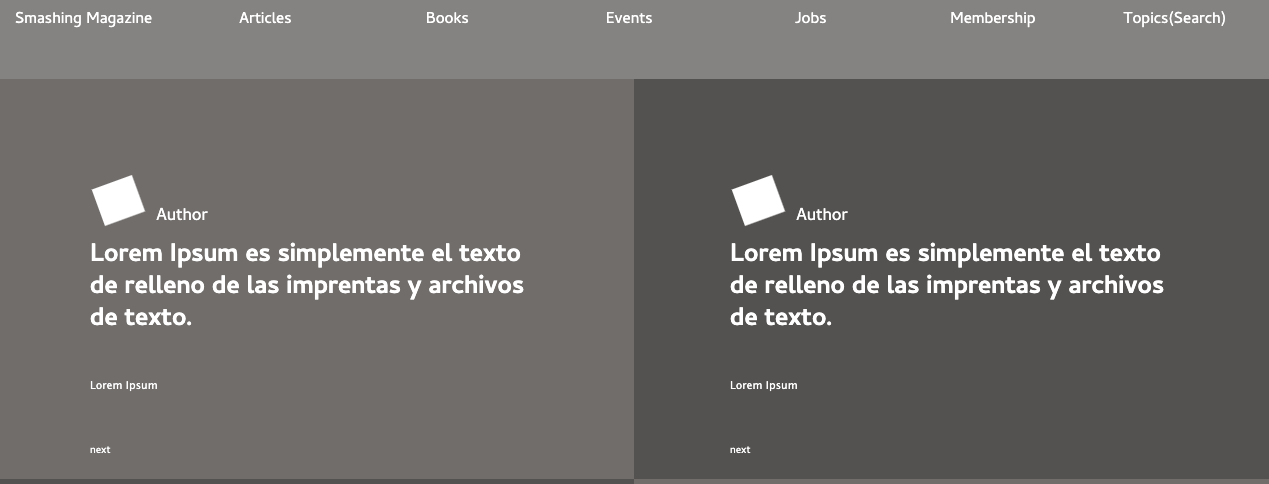 Smashing Magazine Articles Books Events Jobs Membership Topics(Search)
Author
Lorem Ipsum es simplemente el texto
de relleno de las imprentas y archivos
de texto.
Lorem Ipsum
next
Author
Lorem Ipsum es simplemente el texto
de relleno de las imprentas y archivos
de texto.
Lorem Ipsum
next